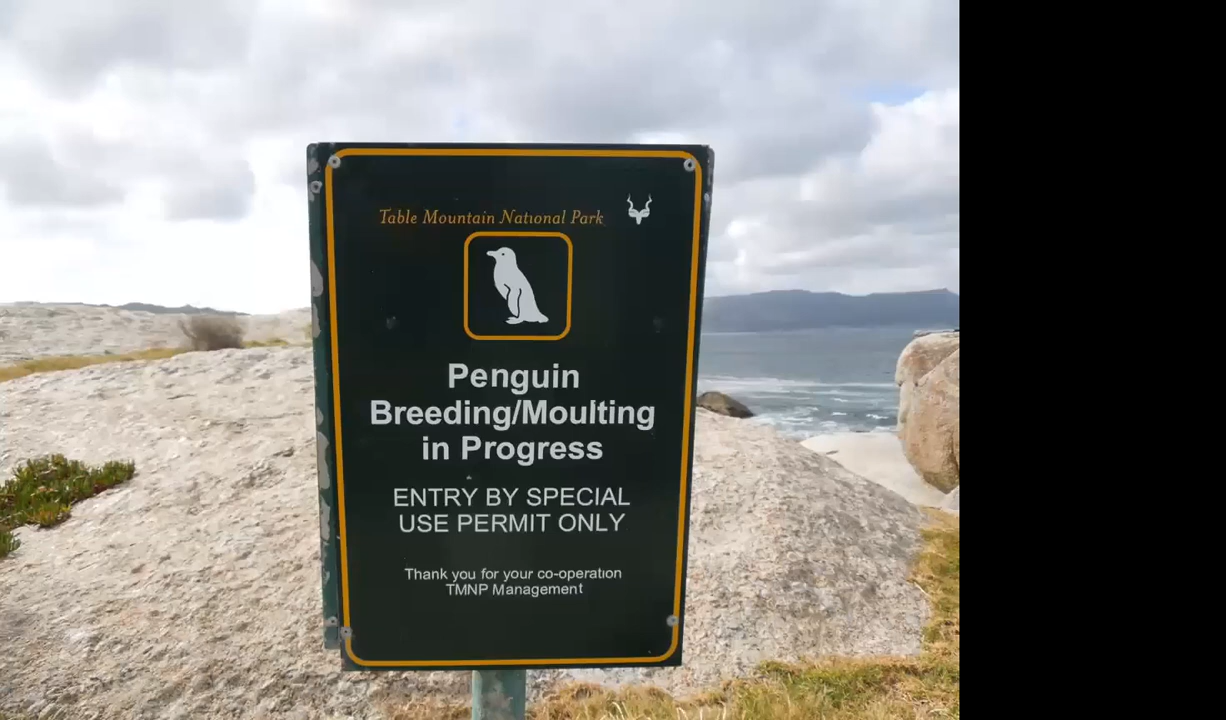 Table Mountain National Park
Penguin
Breeding/Moulting
in Progress
ENTRY BY SPECIAL
USE PERMIT ONLY
Thank you for your co-operation
TMNP Management